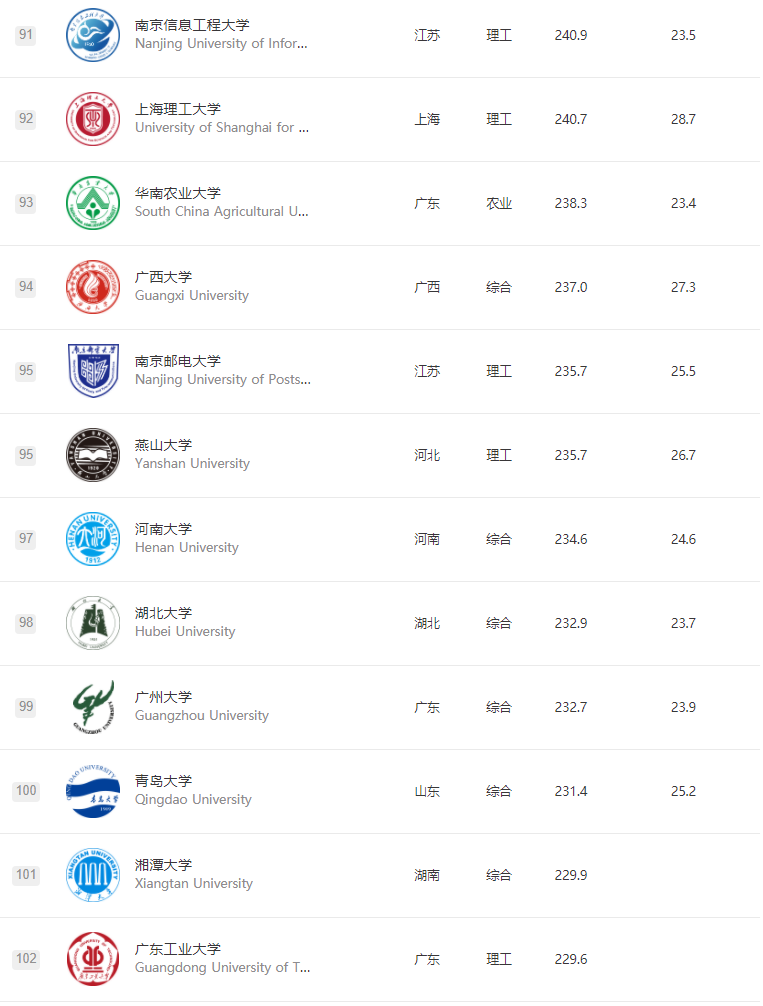 91
南京信息工程大学
Nanjing University of Infor...
江苏
理工
240.9
23.5
92
上海理工大学
University of Shanghai for ...
上海
理工
240.7
28.7
93
华南农业大学
South China Agricultural U...
广东
农业
238.3
23.4
94
广西大学
Guangxi University
广西
综合
237.0
27.3
95
南京邮电大学
Nanjing University of Posts...
江苏
理工
235.7
25.5
95
燕山大学
Yanshan University
河北
理工
235.7
26.7
97
HENAN UNIVERSITY
1912
河南大学
Henan University
河南
综合
234.6
24.6
98
湖北大学
Hubei University
湖北
综合
232.9
23.7
99
GUANGZHOU UNIVERSITY
广州大学
Guangzhou University
广东
综合
232.7
23.9
100
QINGDAO UNIVERSITY
青岛大学
Qingdao University
山东
综合
231.4
25.2
101
XIANGTAN UNIVERSITY
湘潭大学
Xiangtan University
湖南
综合
229.9
102
广东工业大学
Guangdong University of T...
广东
理工
229.6